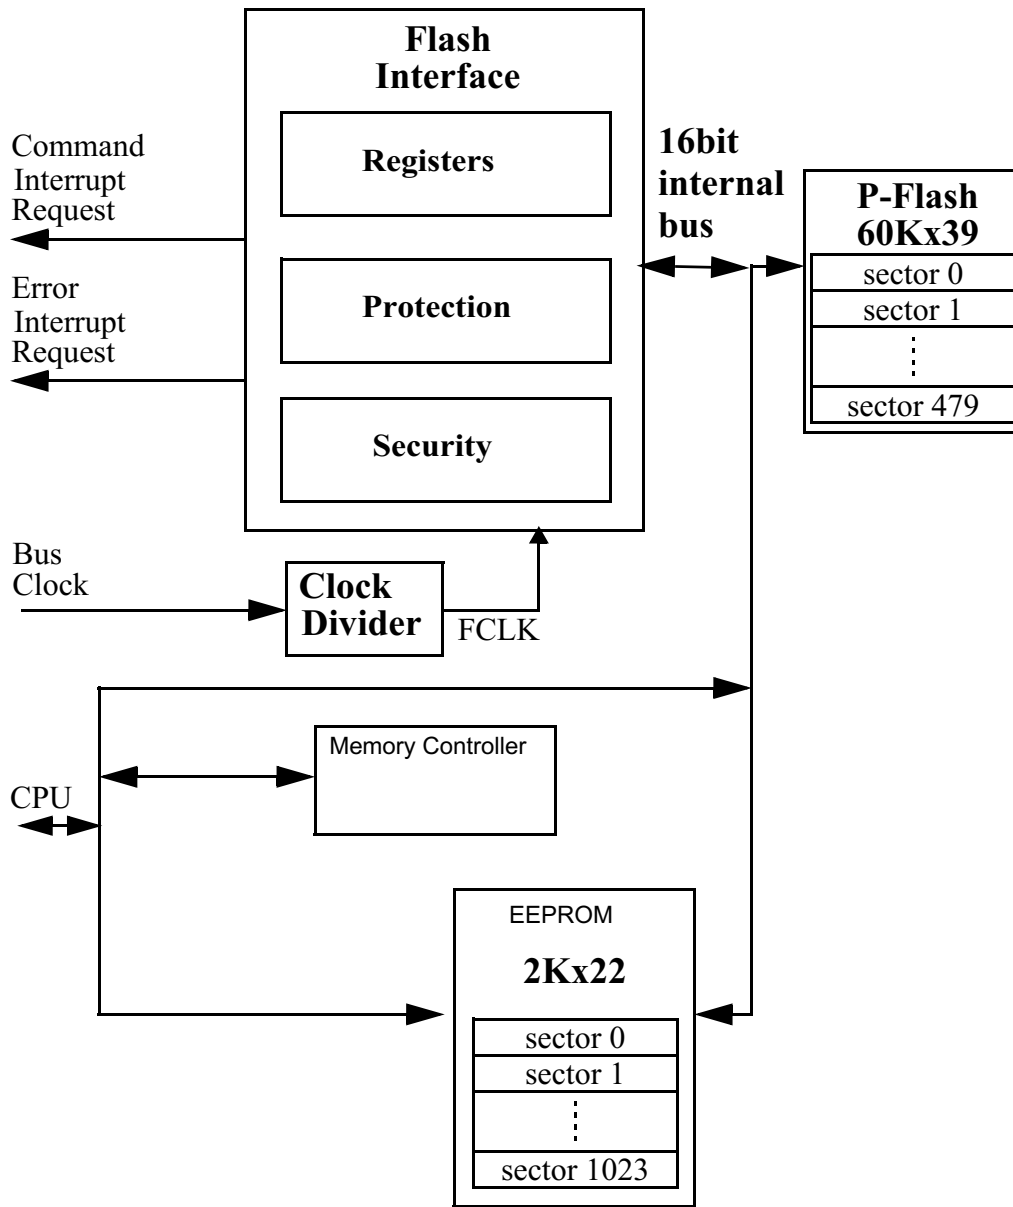 Flash
Interface
Registers
Protection
Security
Command
Interrupt
Request
Error
Interrupt
Request
16bit
internal
bus
P-Flash
60Kx39
sector 0
sector 1
sector 479
Bus
Clock
Clock
Divider
FCLK
Memory Controller
CPU
EEPROM
2Kx22
sector 0
sector 1
sector 1023